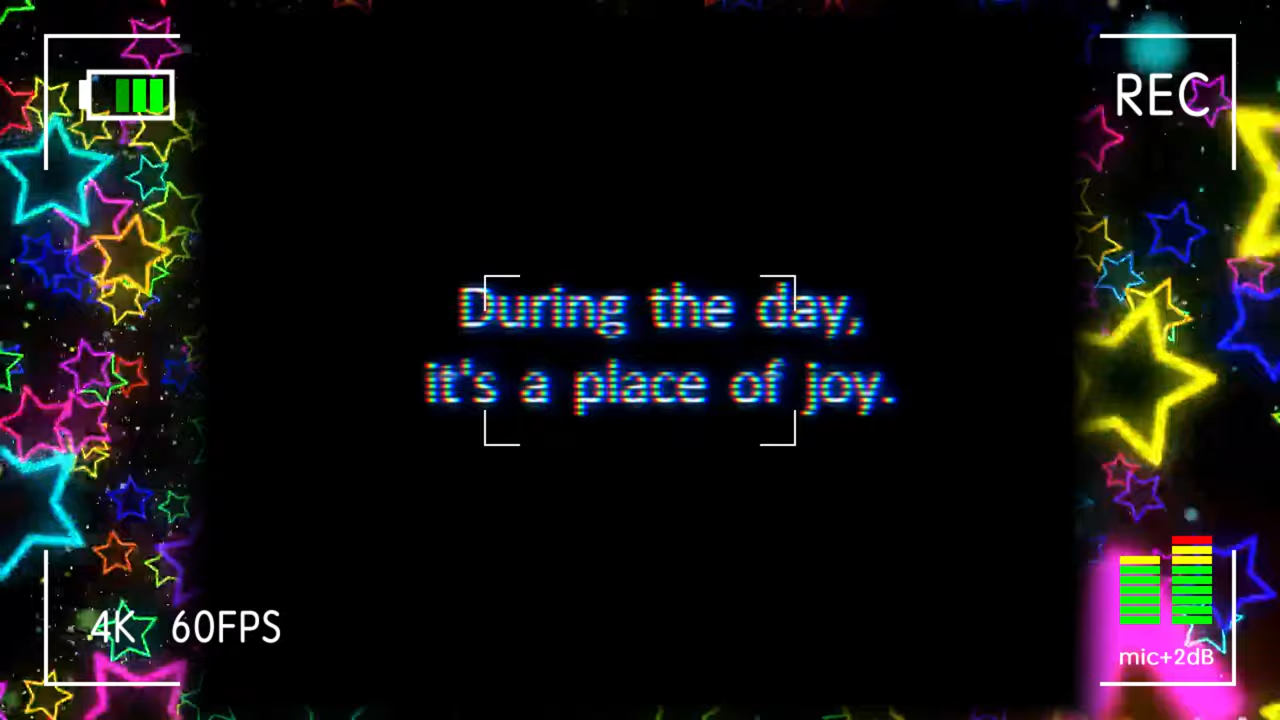 REC
During the day,
it's a place of joy.
4K 60FPS
mic+2dB